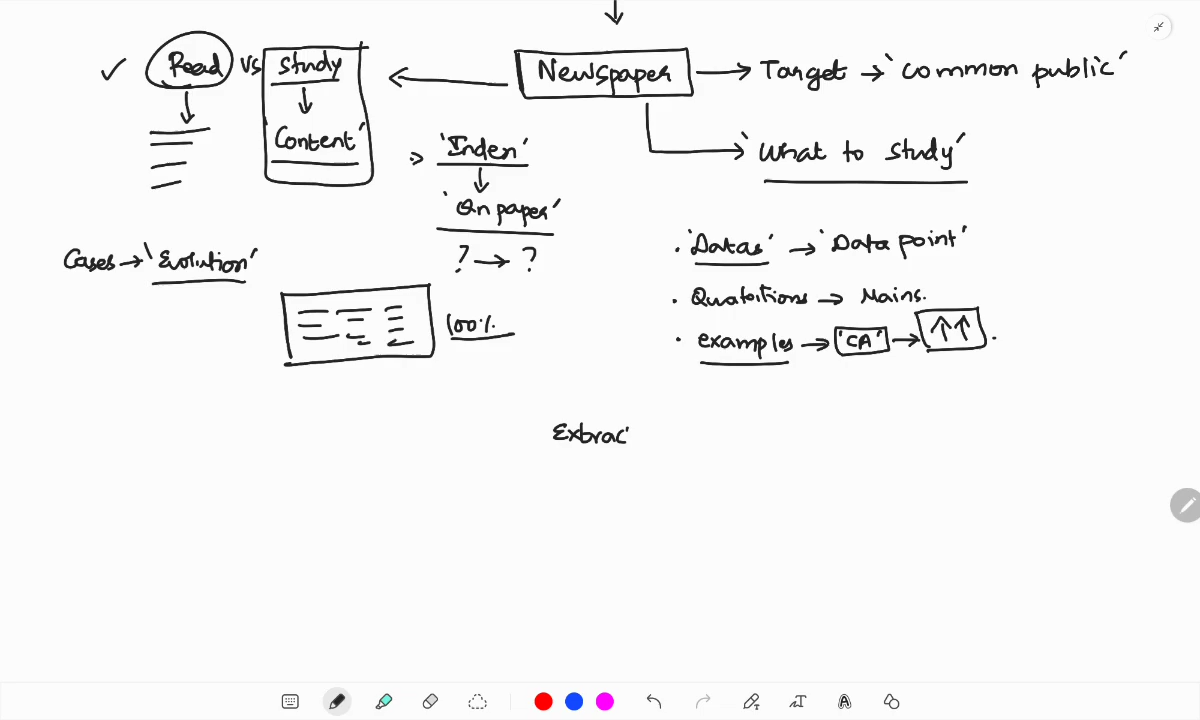 Read vs Study
Content'
Newspaper → Target → 'common public'
'What to study'
'Index'
'On paper'
? → ?
Cases → 'Evolution'
100%
· 'Datas' → 'Data point'
· Quotations → Mains.
· examples → 'CA' → ↑↑.
Extrac